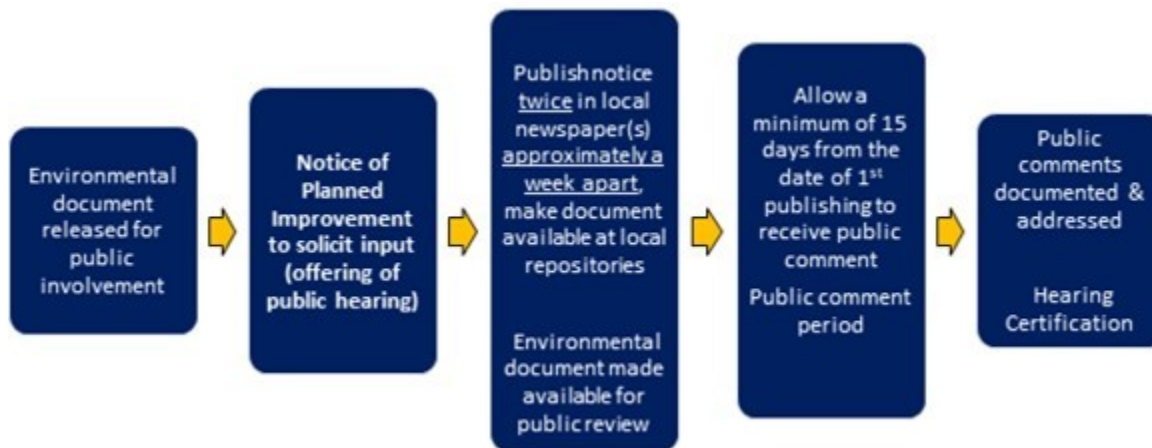 Environmental
document
released for
public
involvement
Notice of
Planned
Improvement
to solicit input
(offering of
public hearing)
Publish notice
twice in local
newspaper(s)
approximately a
week apart,
make document
available at local
repositories
Environmental
document made
available for
public review
Allow a
minimum of 15
days from the
date of 1st
publishing to
receive public
comment
Public comment
period
Public
comments
documented &
addressed
Hearing
Certification